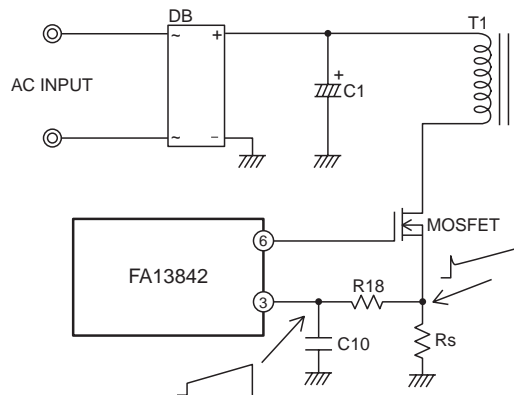 DB
T1
~
+
AC INPUT
+
C1
~
−
MOSFET
6
FA13842
R18
3
C10
Rs